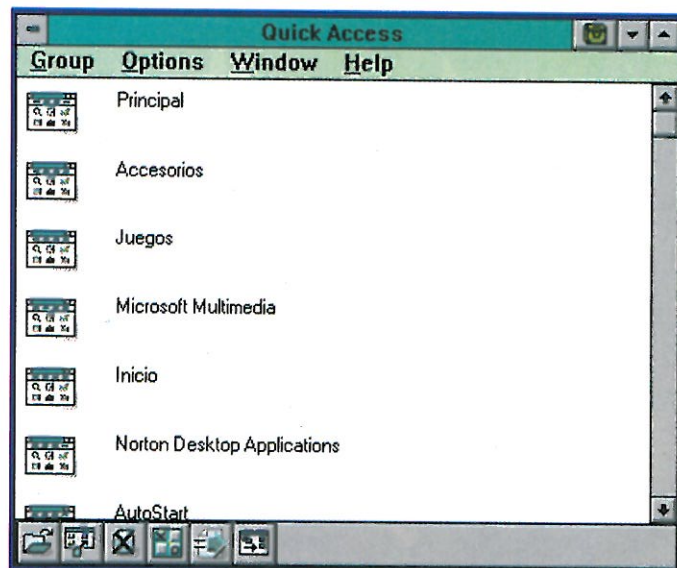 Quick Access
Group Options Window Help
Principal
Accesorios
Juegos
Microsoft Multimedia
Inicio
Norton Desktop Applications
AutoStart